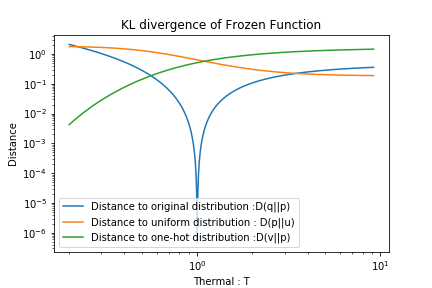 KL divergence of Frozen Function
Distance
10^0
10^-1
10^-2
10^-3
10^-4
10^-5
10^-6
Distance to original distribution :D(q||p)
Distance to uniform distribution : D(p||u)
Distance to one-hot distribution :D(v||p)
10^0
10^1
Thermal : T